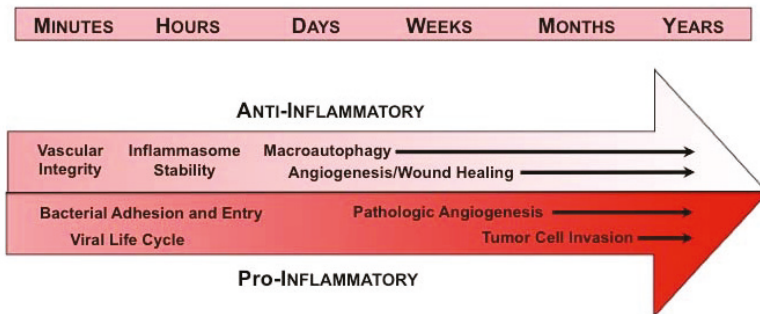 MINUTES HOURS DAYS WEEKS MONTHS YEARS
ANTI-INFLAMMATORY
Vascular Integrity
Inflammasome Stability
Macroautophagy
Angiogenesis/Wound Healing
Bacterial Adhesion and Entry
Pathologic Angiogenesis
Viral Life Cycle
Tumor Cell Invasion
PRO-INFLAMMATORY